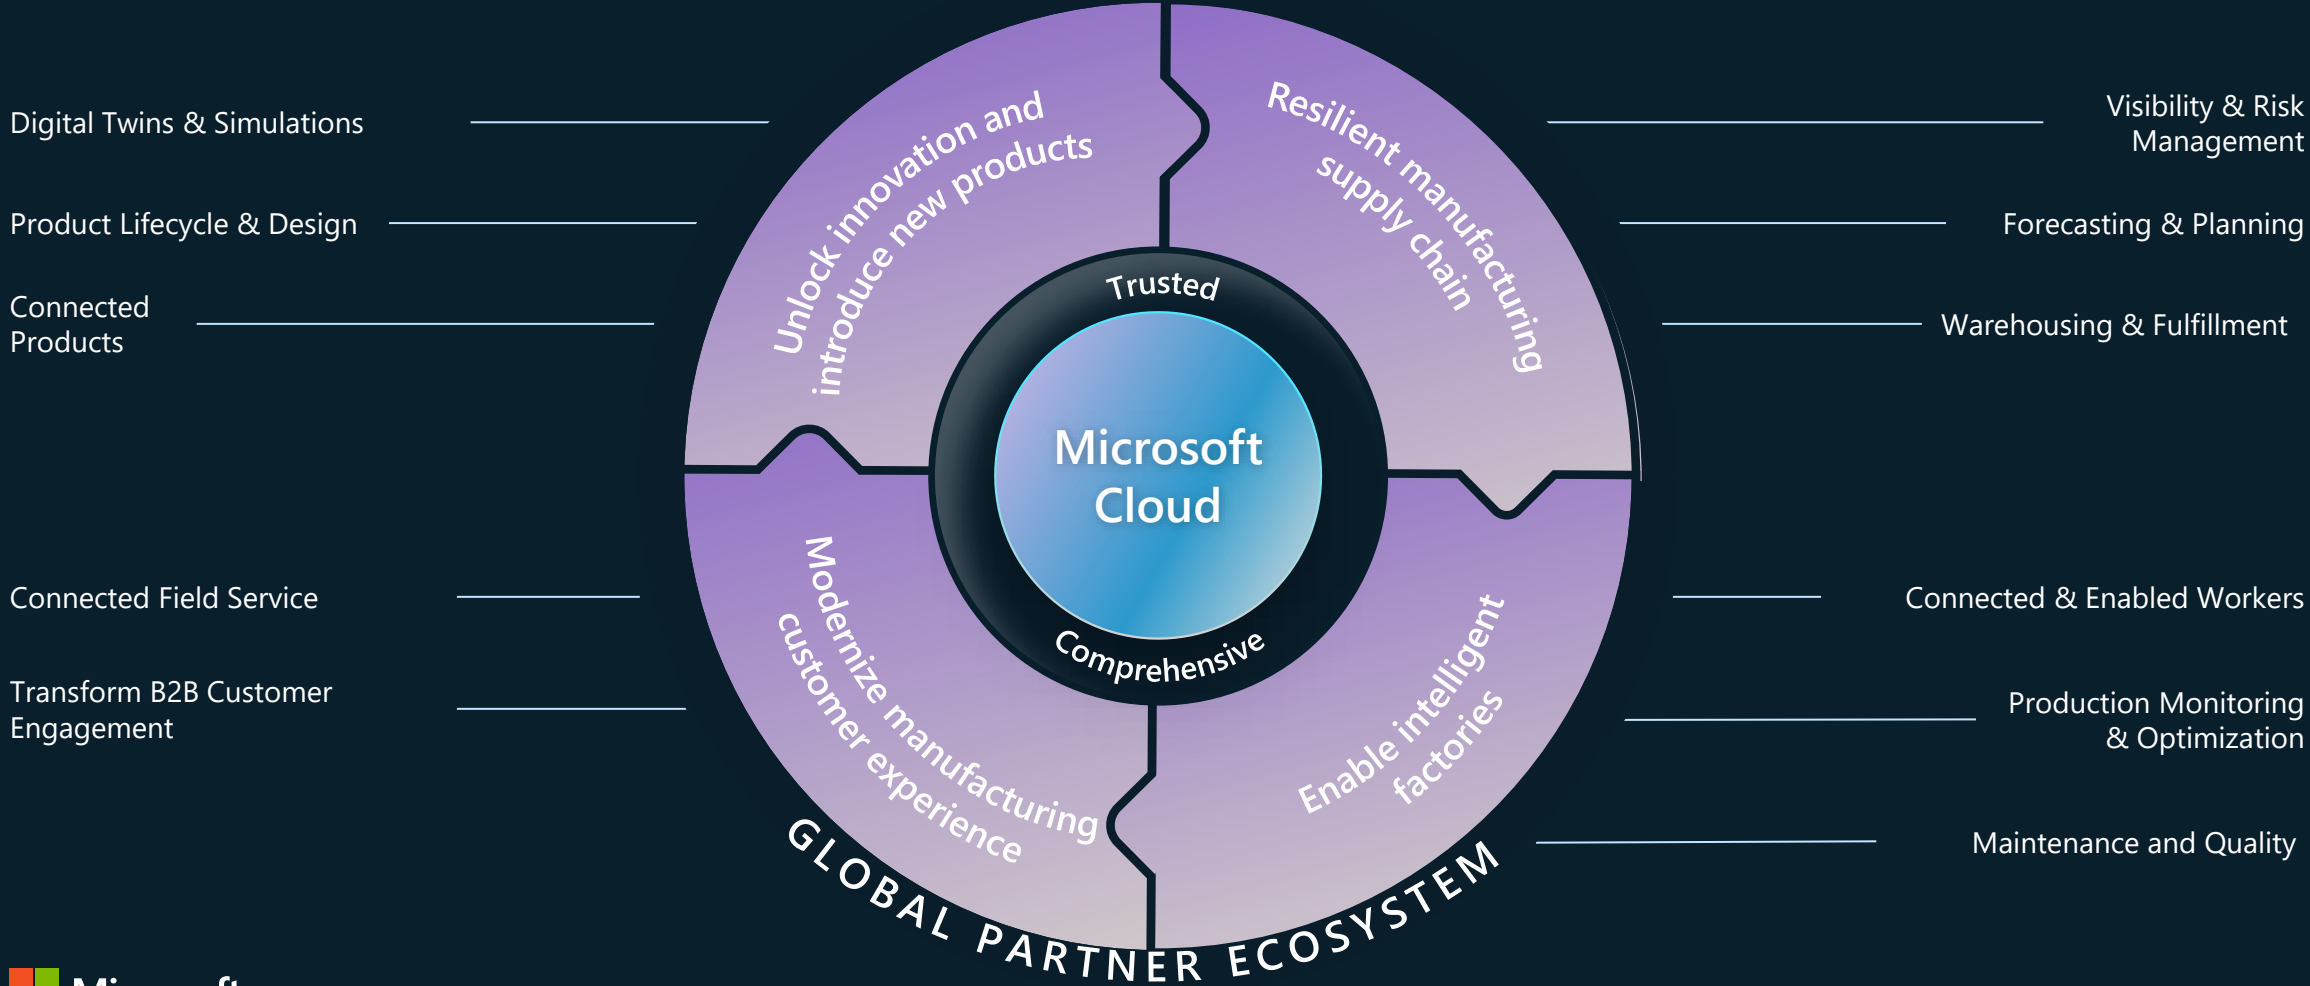 Digital Twins & Simulations
Product Lifecycle & Design
Connected
Products
Connected Field Service
Transform B2B Customer
Engagement
Unlock innovation and
introduce new products
Resilient manufacturing
supply chain
Trusted
Microsoft
Cloud
Comprehensive
Modernize manufacturing
customer experience
Enable intelligent
factories
GLOBAL PARTNER ECOSYSTEM
Visibility & Risk
Management
Forecasting & Planning
Warehousing & Fulfillment
Connected & Enabled Workers
Production Monitoring
& Optimization
Maintenance and Quality
Microsoft